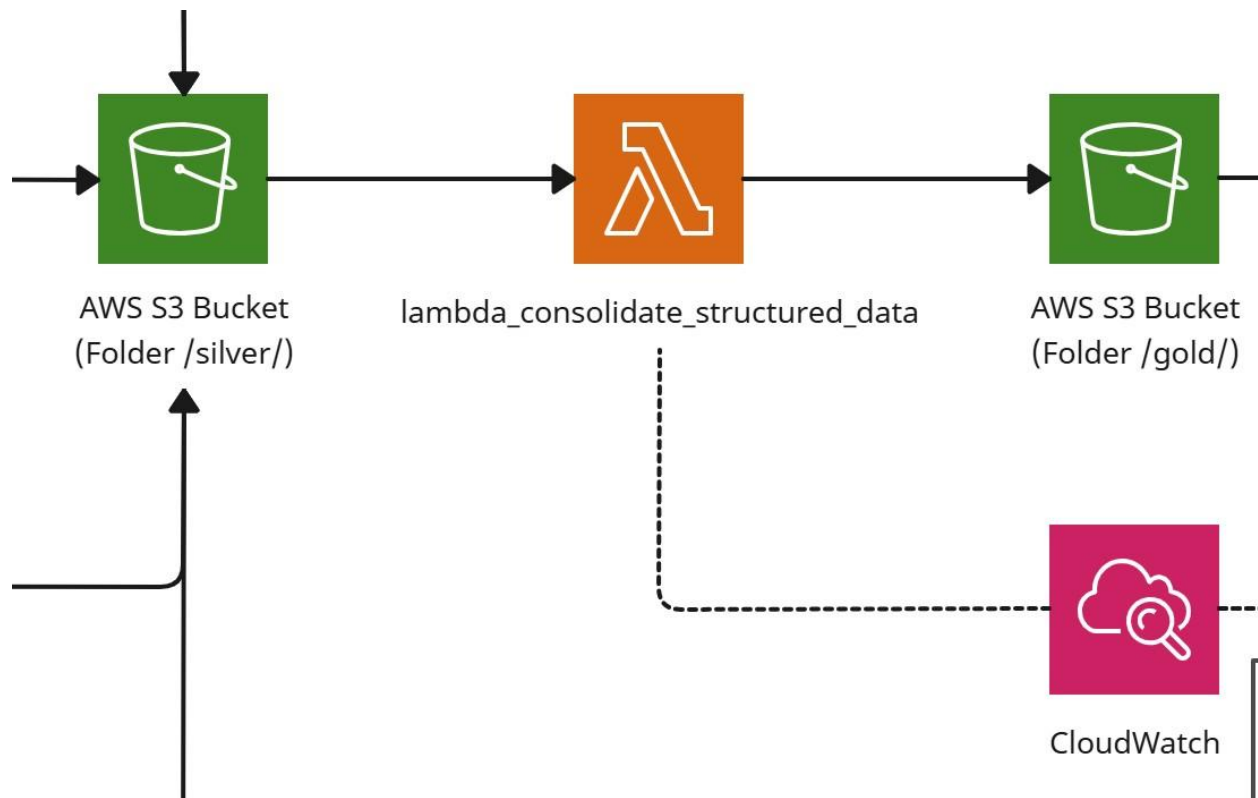 AWS S3 Bucket
(Folder /silver/)
lambda_consolidate_structured_data
AWS S3 Bucket
(Folder /gold/)
CloudWatch